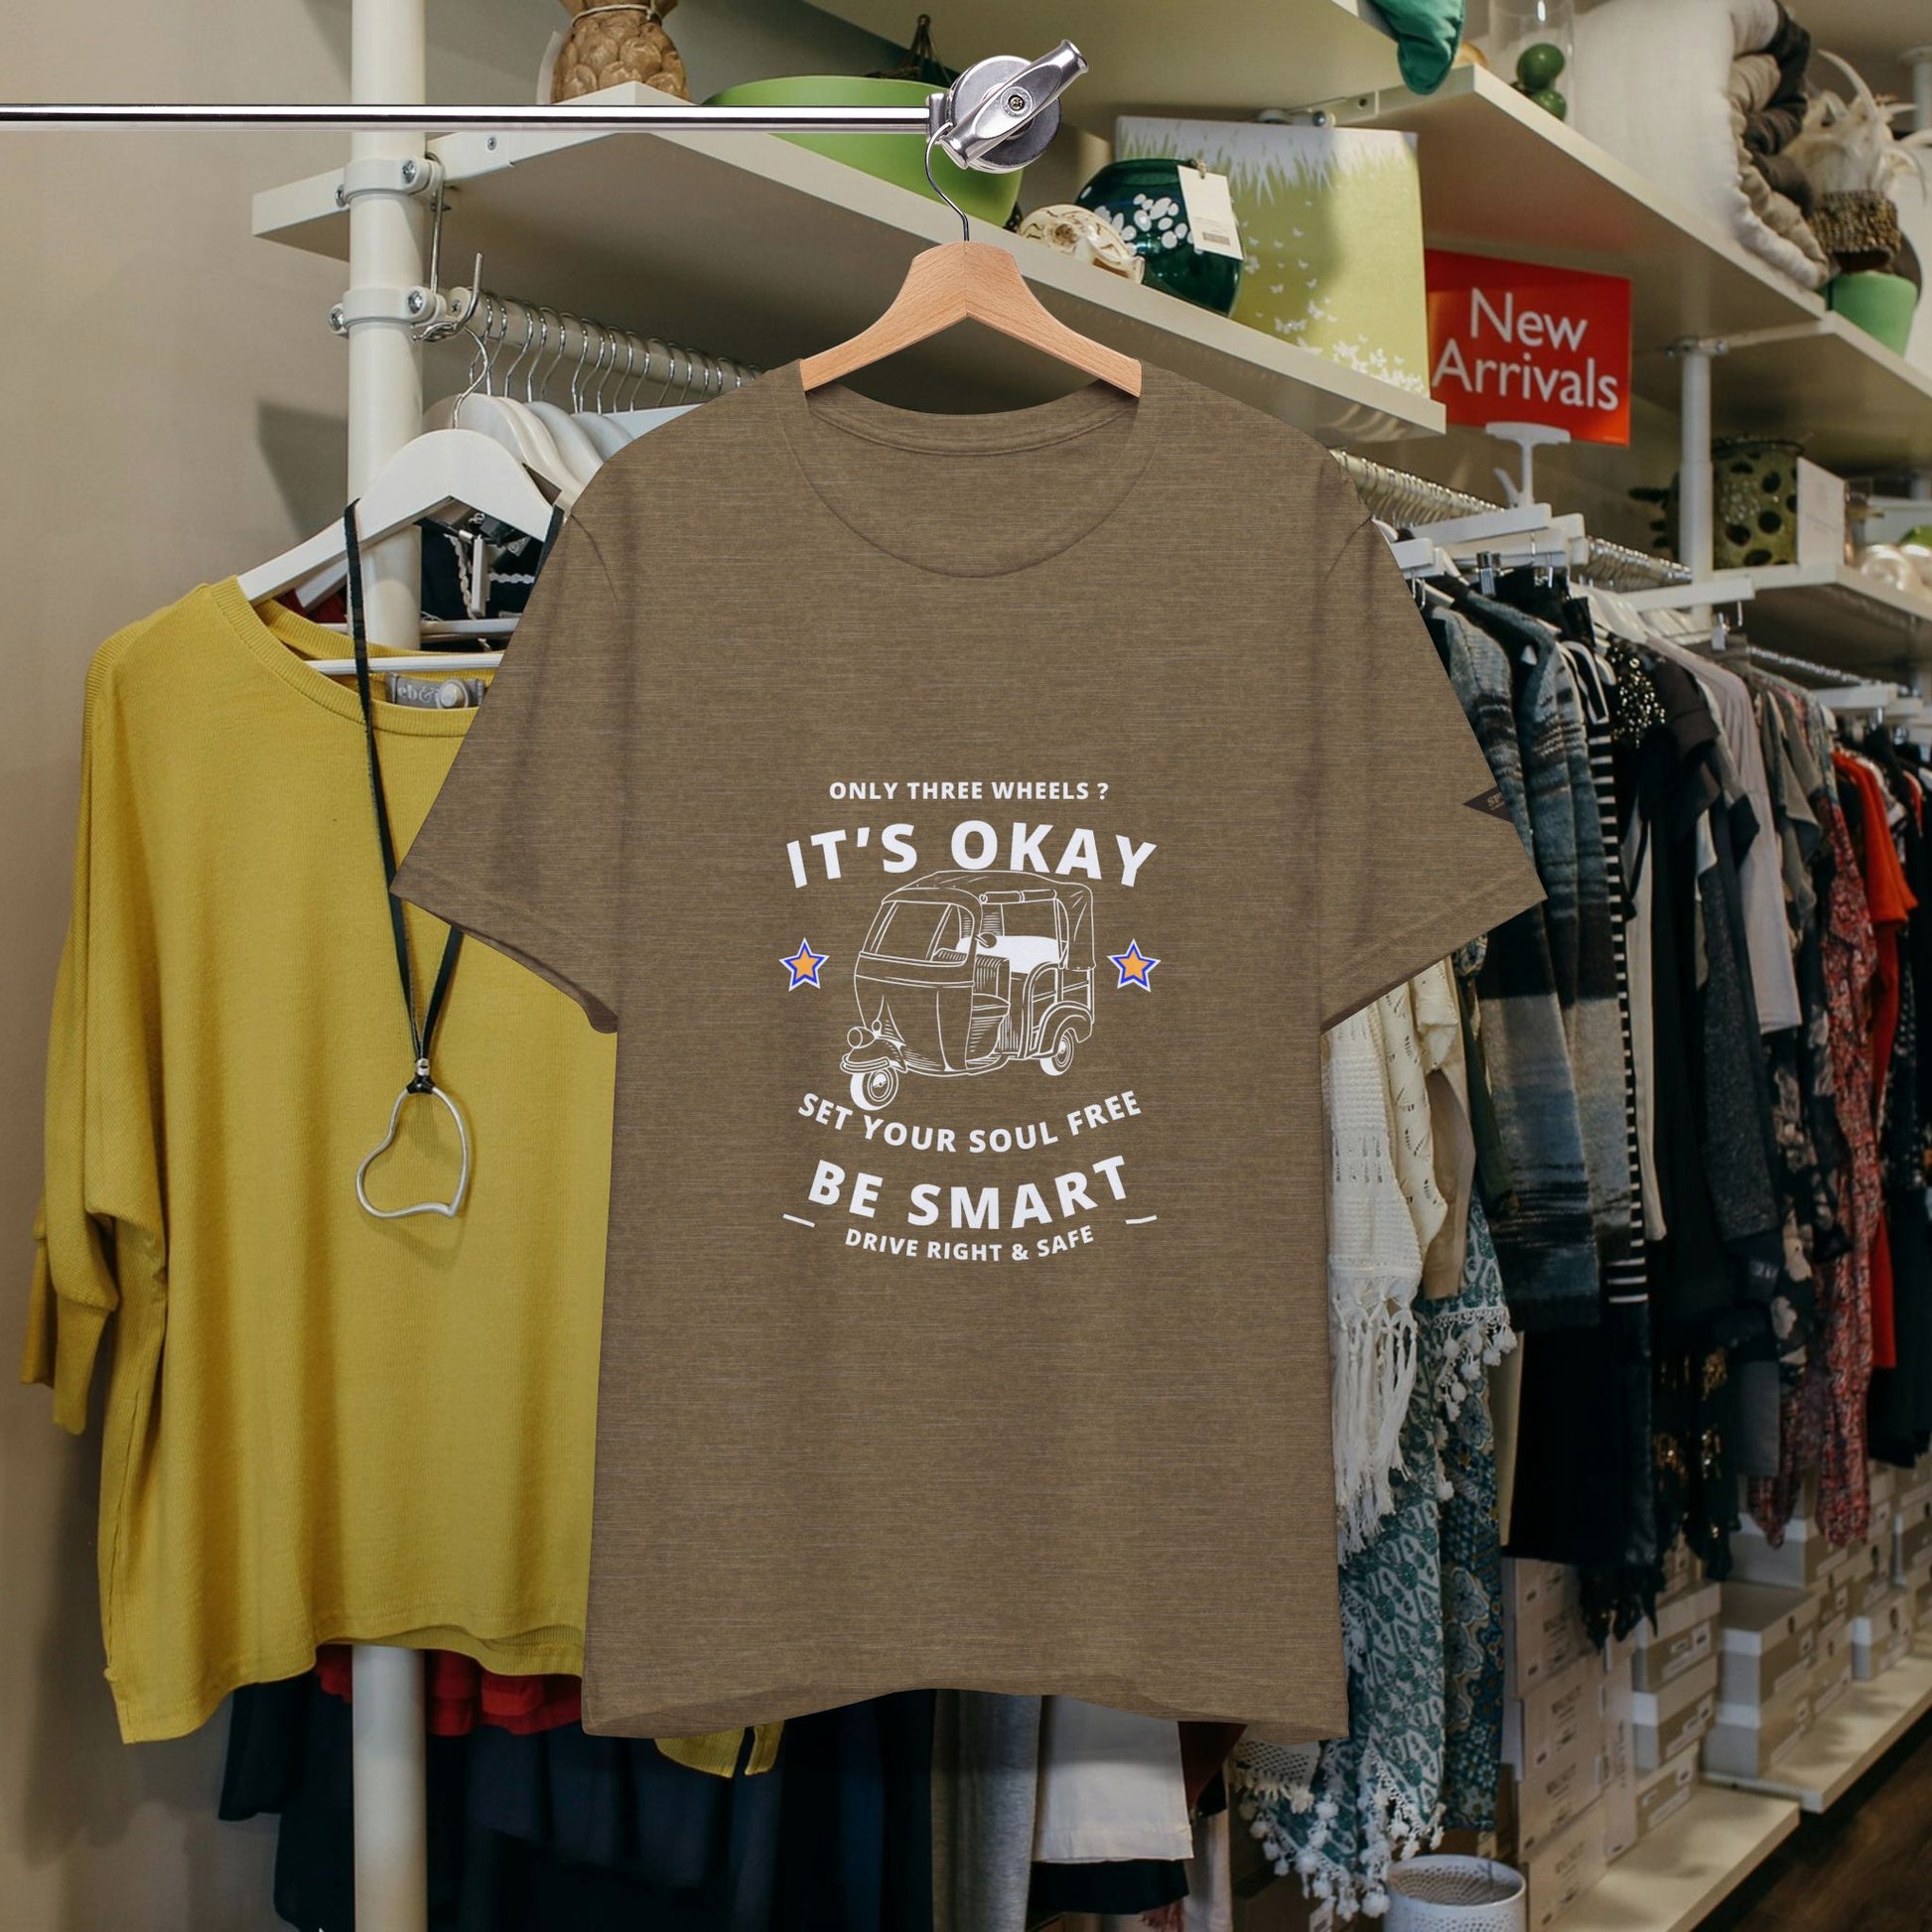 New
Arrivals
ONLY THREE WHEELS ?
IT'S OKAY
SET YOUR SOUL FREE
BE SMART
DRIVE RIGHT & SAFE